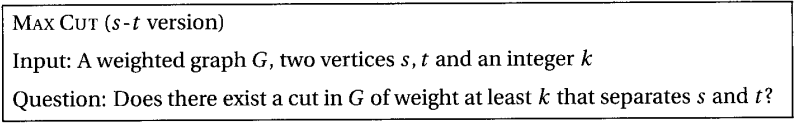 MAX CUT (s-t version)
Input: A weighted graph G, two vertices s, t and an integer k
Question: Does there exist a cut in G of weight at least k that separates s and t?